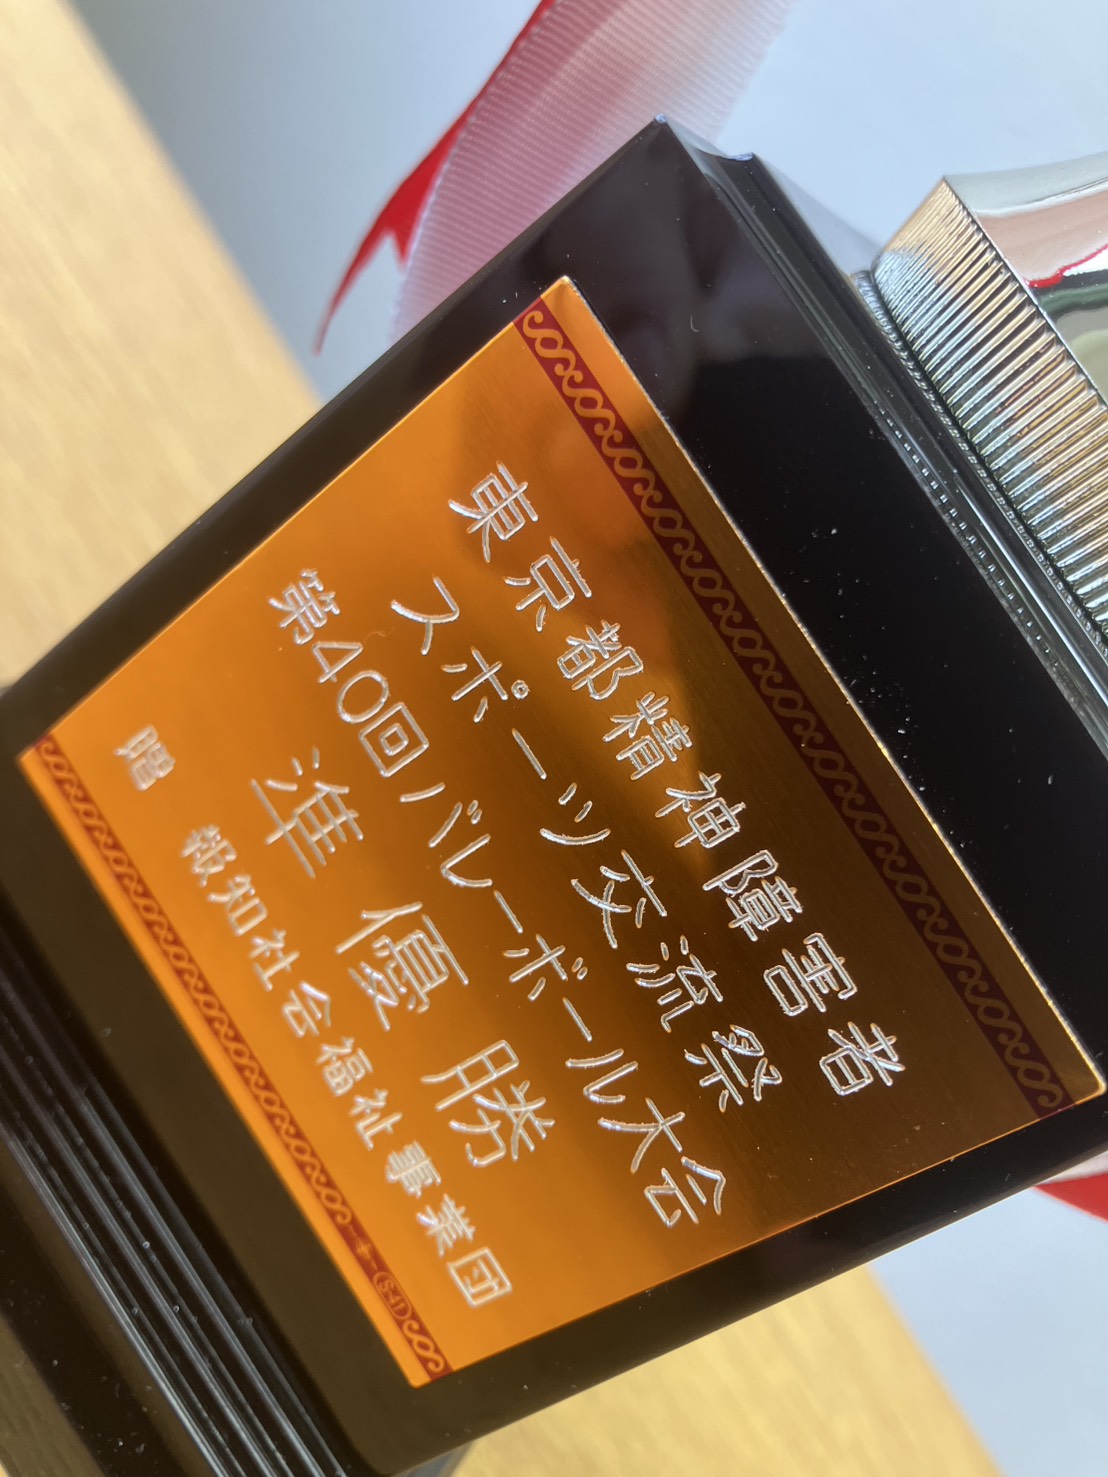 東京都精神障害者
スポーツ交流祭
第40回バレーボール大会
準優勝
贈 報知社会福祉事業団
S-41